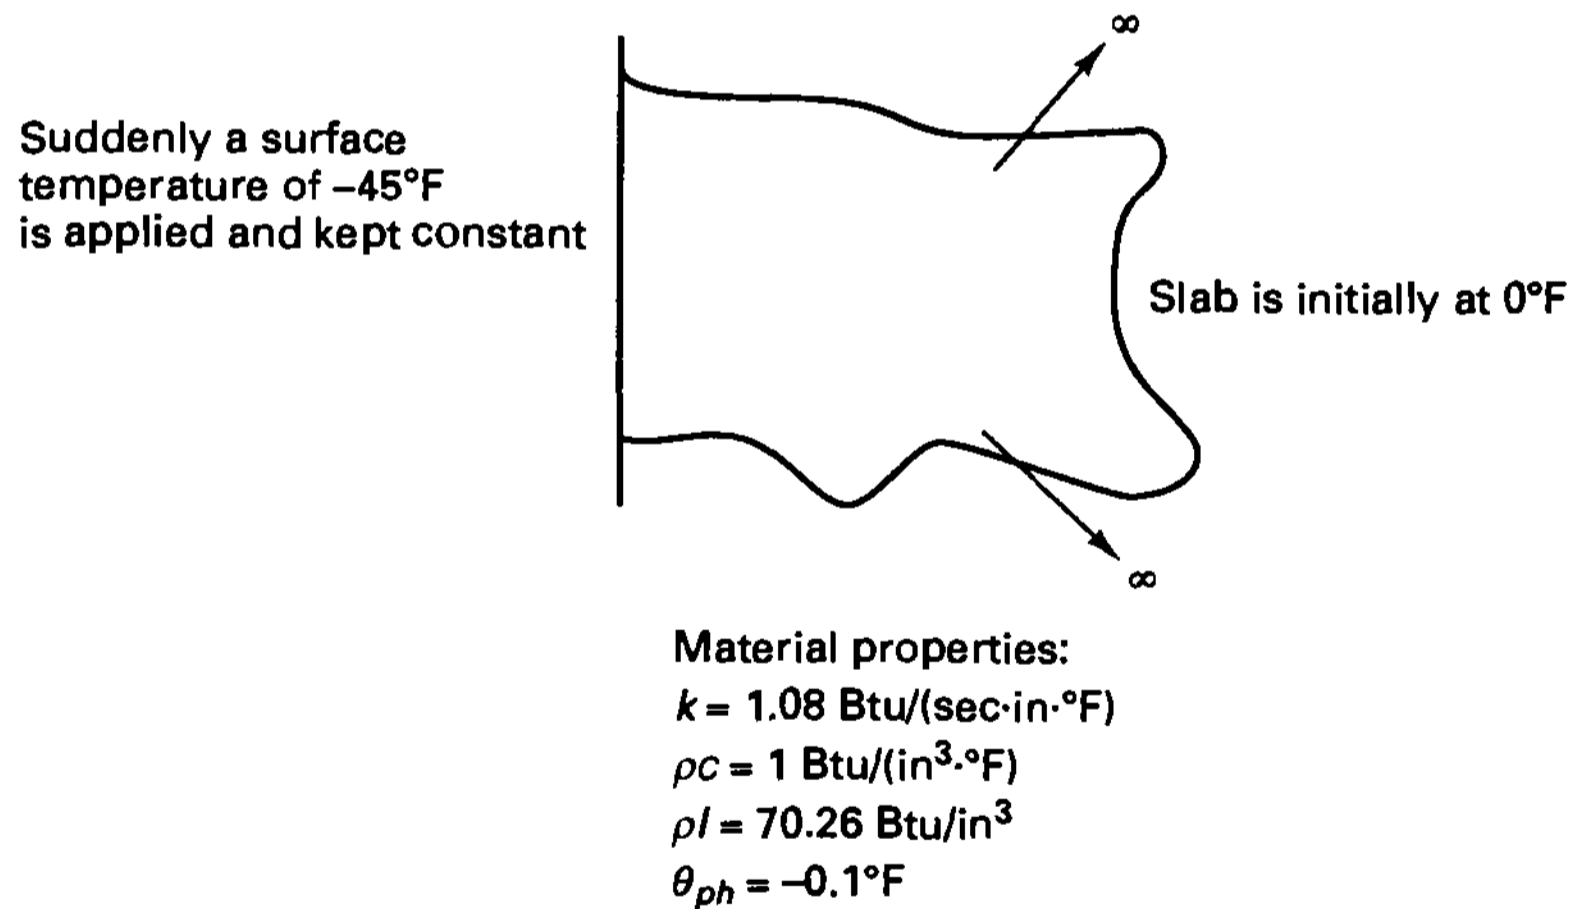 ∞
Suddenly a surface
temperature of –45°F
is applied and kept constant
Slab is initially at 0°F
∞
Material properties:
k = 1.08 Btu/(sec·in·°F)
ρc = 1 Btu/(in³·°F)
ρl = 70.26 Btu/in³
θph = –0.1°F